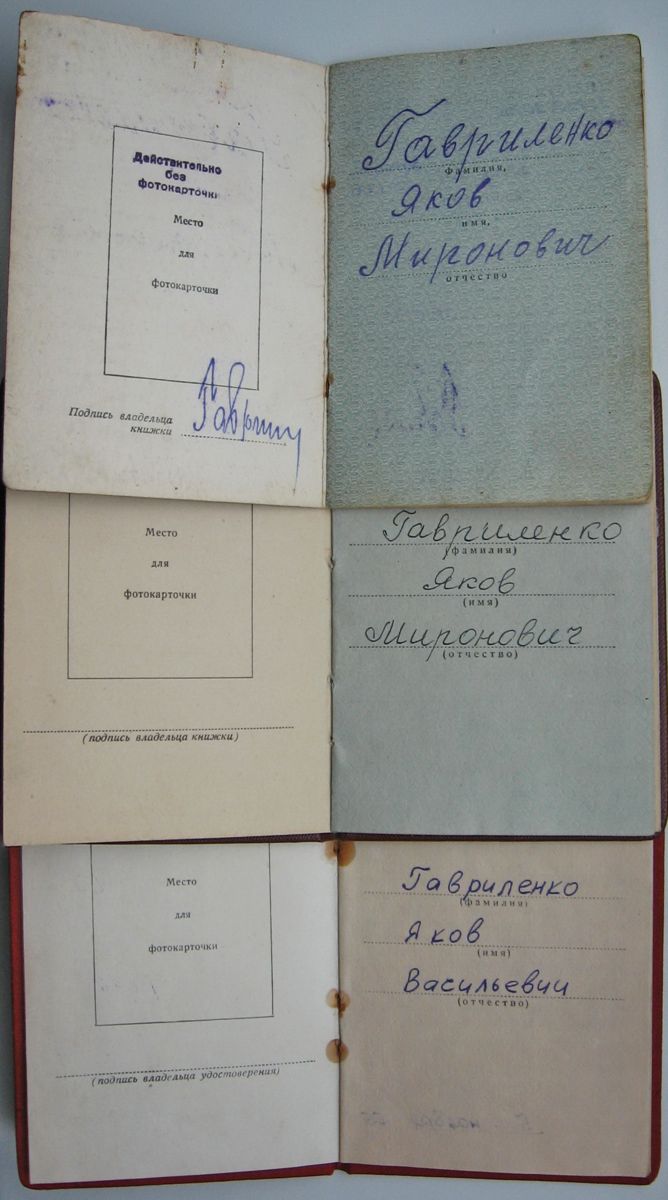 Действительно
без
фотокарточки
Место
для
фотокарточки
Подпись владельца
книжки
Гавриленко
фамилия,
Яков
имя,
Миронович
отчество
Место
для
фотокарточки
(подпись владельца книжки)
Гавриленко
(фамилия)
Яков
(имя)
Миронович
(отчество)
Место
для
фотокарточки
(подпись владельца удостоверения)
Гавриленко
(фамилия)
Яков
(имя)
Васильевич
(отчество)